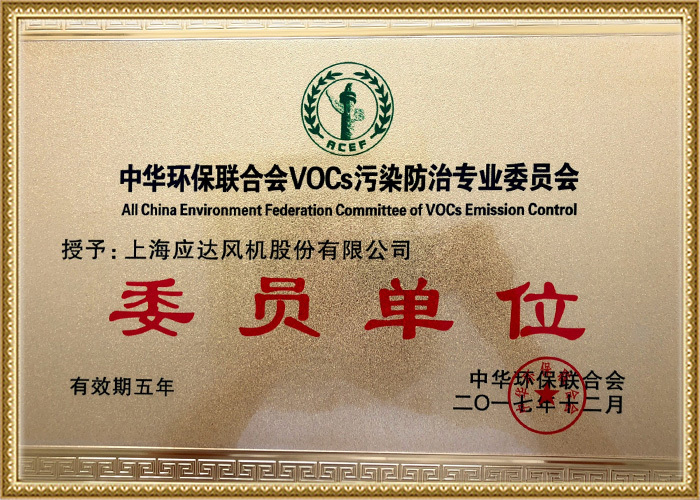 ACEF
中华环保联合会VOCs污染防治专业委员会
All China Environment Federation Committee of VOCs Emission Control
授予：上海应达风机股份有限公司
委员单位
有效期五年
中华环保联合会
二〇一七年十二月